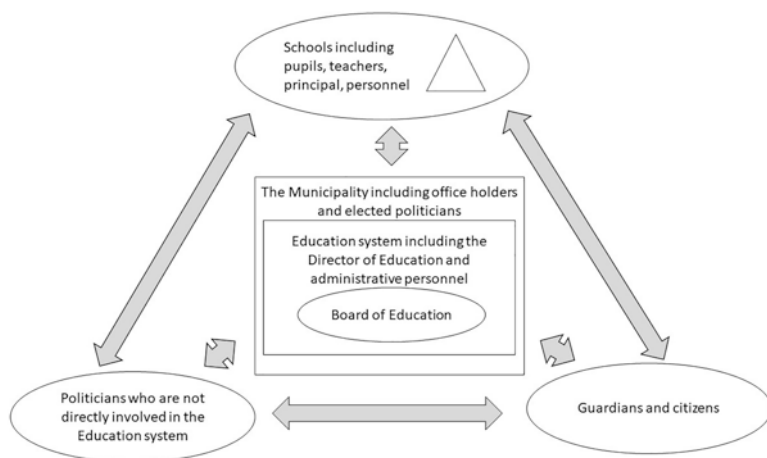 Schools including
pupils, teachers,
principal, personnel
The Municipality including office holders
and elected politicians
Education system including the
Director of Education and
administrative personnel
Board of Education
Politicians who are not
directly involved in the
Education system
Guardians and citizens